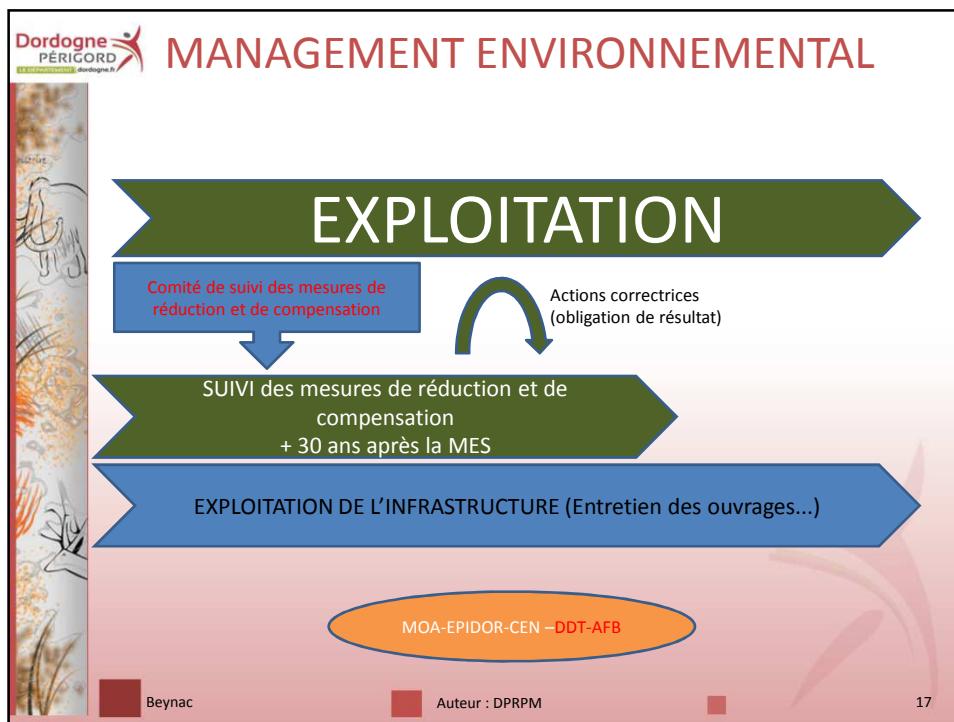 Dordogne
PÉRIGORD
LE DÉPARTEMENT dordogne.fr
MANAGEMENT ENVIRONNEMENTAL
EXPLOITATION
Comité de suivi des mesures de
réduction et de compensation
Actions correctrices
(obligation de résultat)
SUIVI des mesures de réduction et de
compensation
+ 30 ans après la MES
EXPLOITATION DE L'INFRASTRUCTURE (Entretien des ouvrages...)
MOA-EPIDOR-CEN –DDT-AFB
Beynac
Auteur : DPRPM
17